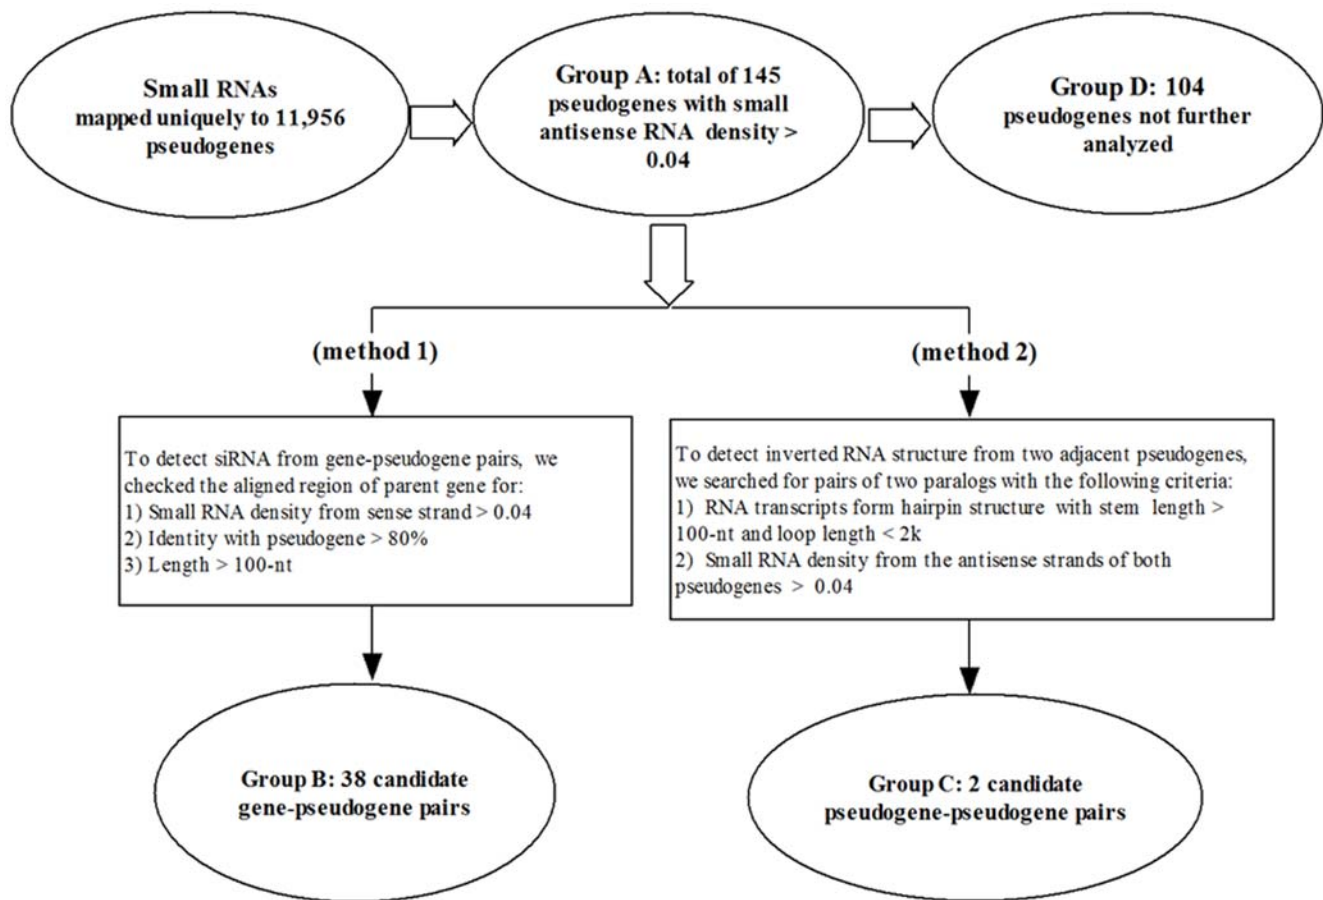 Small RNAs
mapped uniquely to 11,956
pseudogenes
Group A: total of 145
pseudogenes with small
antisense RNA density >
0.04
Group D: 104
pseudogenes not further
analyzed
(method 1)
(method 2)
To detect siRNA from gene-pseudogene pairs, we
checked the aligned region of parent gene for:
1) Small RNA density from sense strand > 0.04
2) Identity with pseudogene > 80%
3) Length > 100-nt
To detect inverted RNA structure from two adjacent pseudogenes,
we searched for pairs of two paralogs with the following criteria:
1) RNA transcripts form hairpin structure with stem length >
100-nt and loop length < 2k
2) Small RNA density from the antisense strands of both
pseudogenes > 0.04
Group B: 38 candidate
gene-pseudogene pairs
Group C: 2 candidate
pseudogene-pseudogene pairs